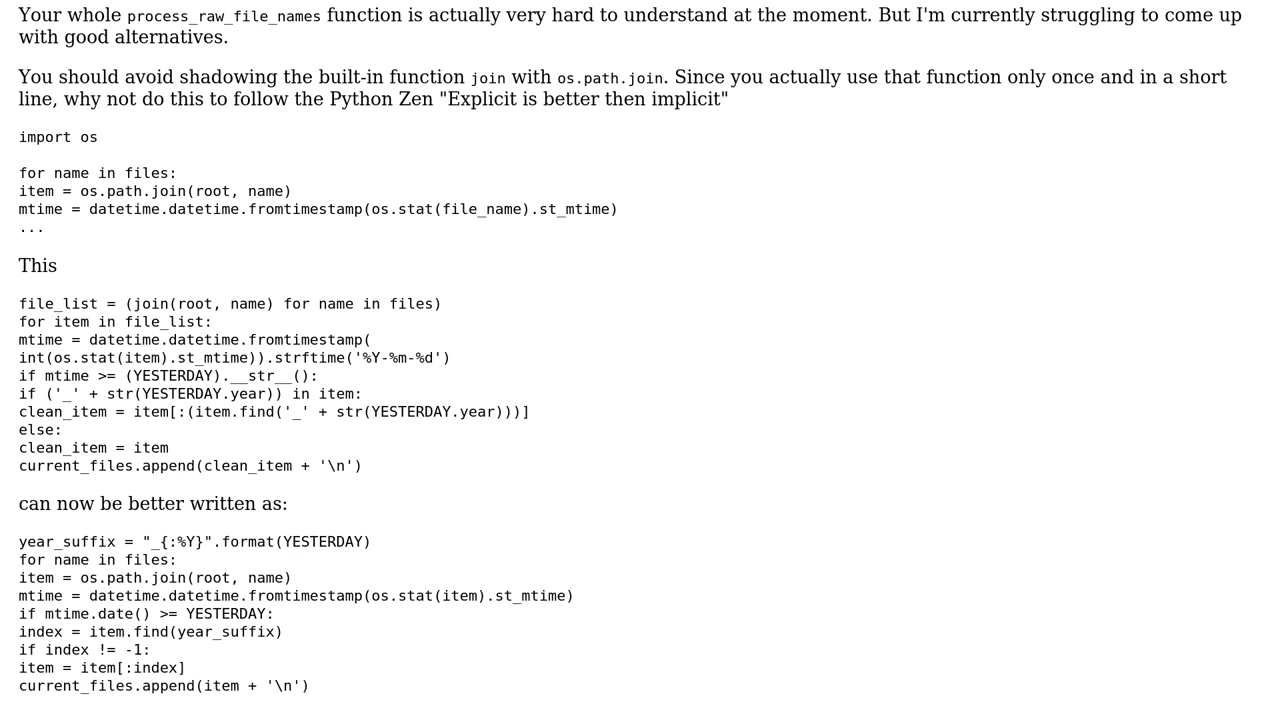 Your whole process_raw_file_names function is actually very hard to understand at the moment. But I'm currently struggling to come up
with good alternatives.
You should avoid shadowing the built-in function join with os.path.join. Since you actually use that function only once and in a short
line, why not do this to follow the Python Zen "Explicit is better then implicit"
import os
for name in files:
item = os.path.join(root, name)
mtime = datetime.datetime.fromtimestamp(os.stat(file_name).st_mtime)
...
This
file_list = (join(root, name) for name in files)
for item in file_list:
mtime = datetime.datetime.fromtimestamp(
int(os.stat(item).st_mtime)).strftime('%Y-%m-%d')
if mtime >= (YESTERDAY).__str__():
if ('_' + str(YESTERDAY.year)) in item:
clean_item = item[:(item.find('_' + str(YESTERDAY.year)))]
else:
clean_item = item
current_files.append(clean_item + '\n')
can now be better written as:
year_suffix = "_{:%Y}".format(YESTERDAY)
for name in files:
item = os.path.join(root, name)
mtime = datetime.datetime.fromtimestamp(os.stat(item).st_mtime)
if mtime.date() >= YESTERDAY:
index = item.find(year_suffix)
if index != -1:
item = item[:index]
current_files.append(item + '\n')